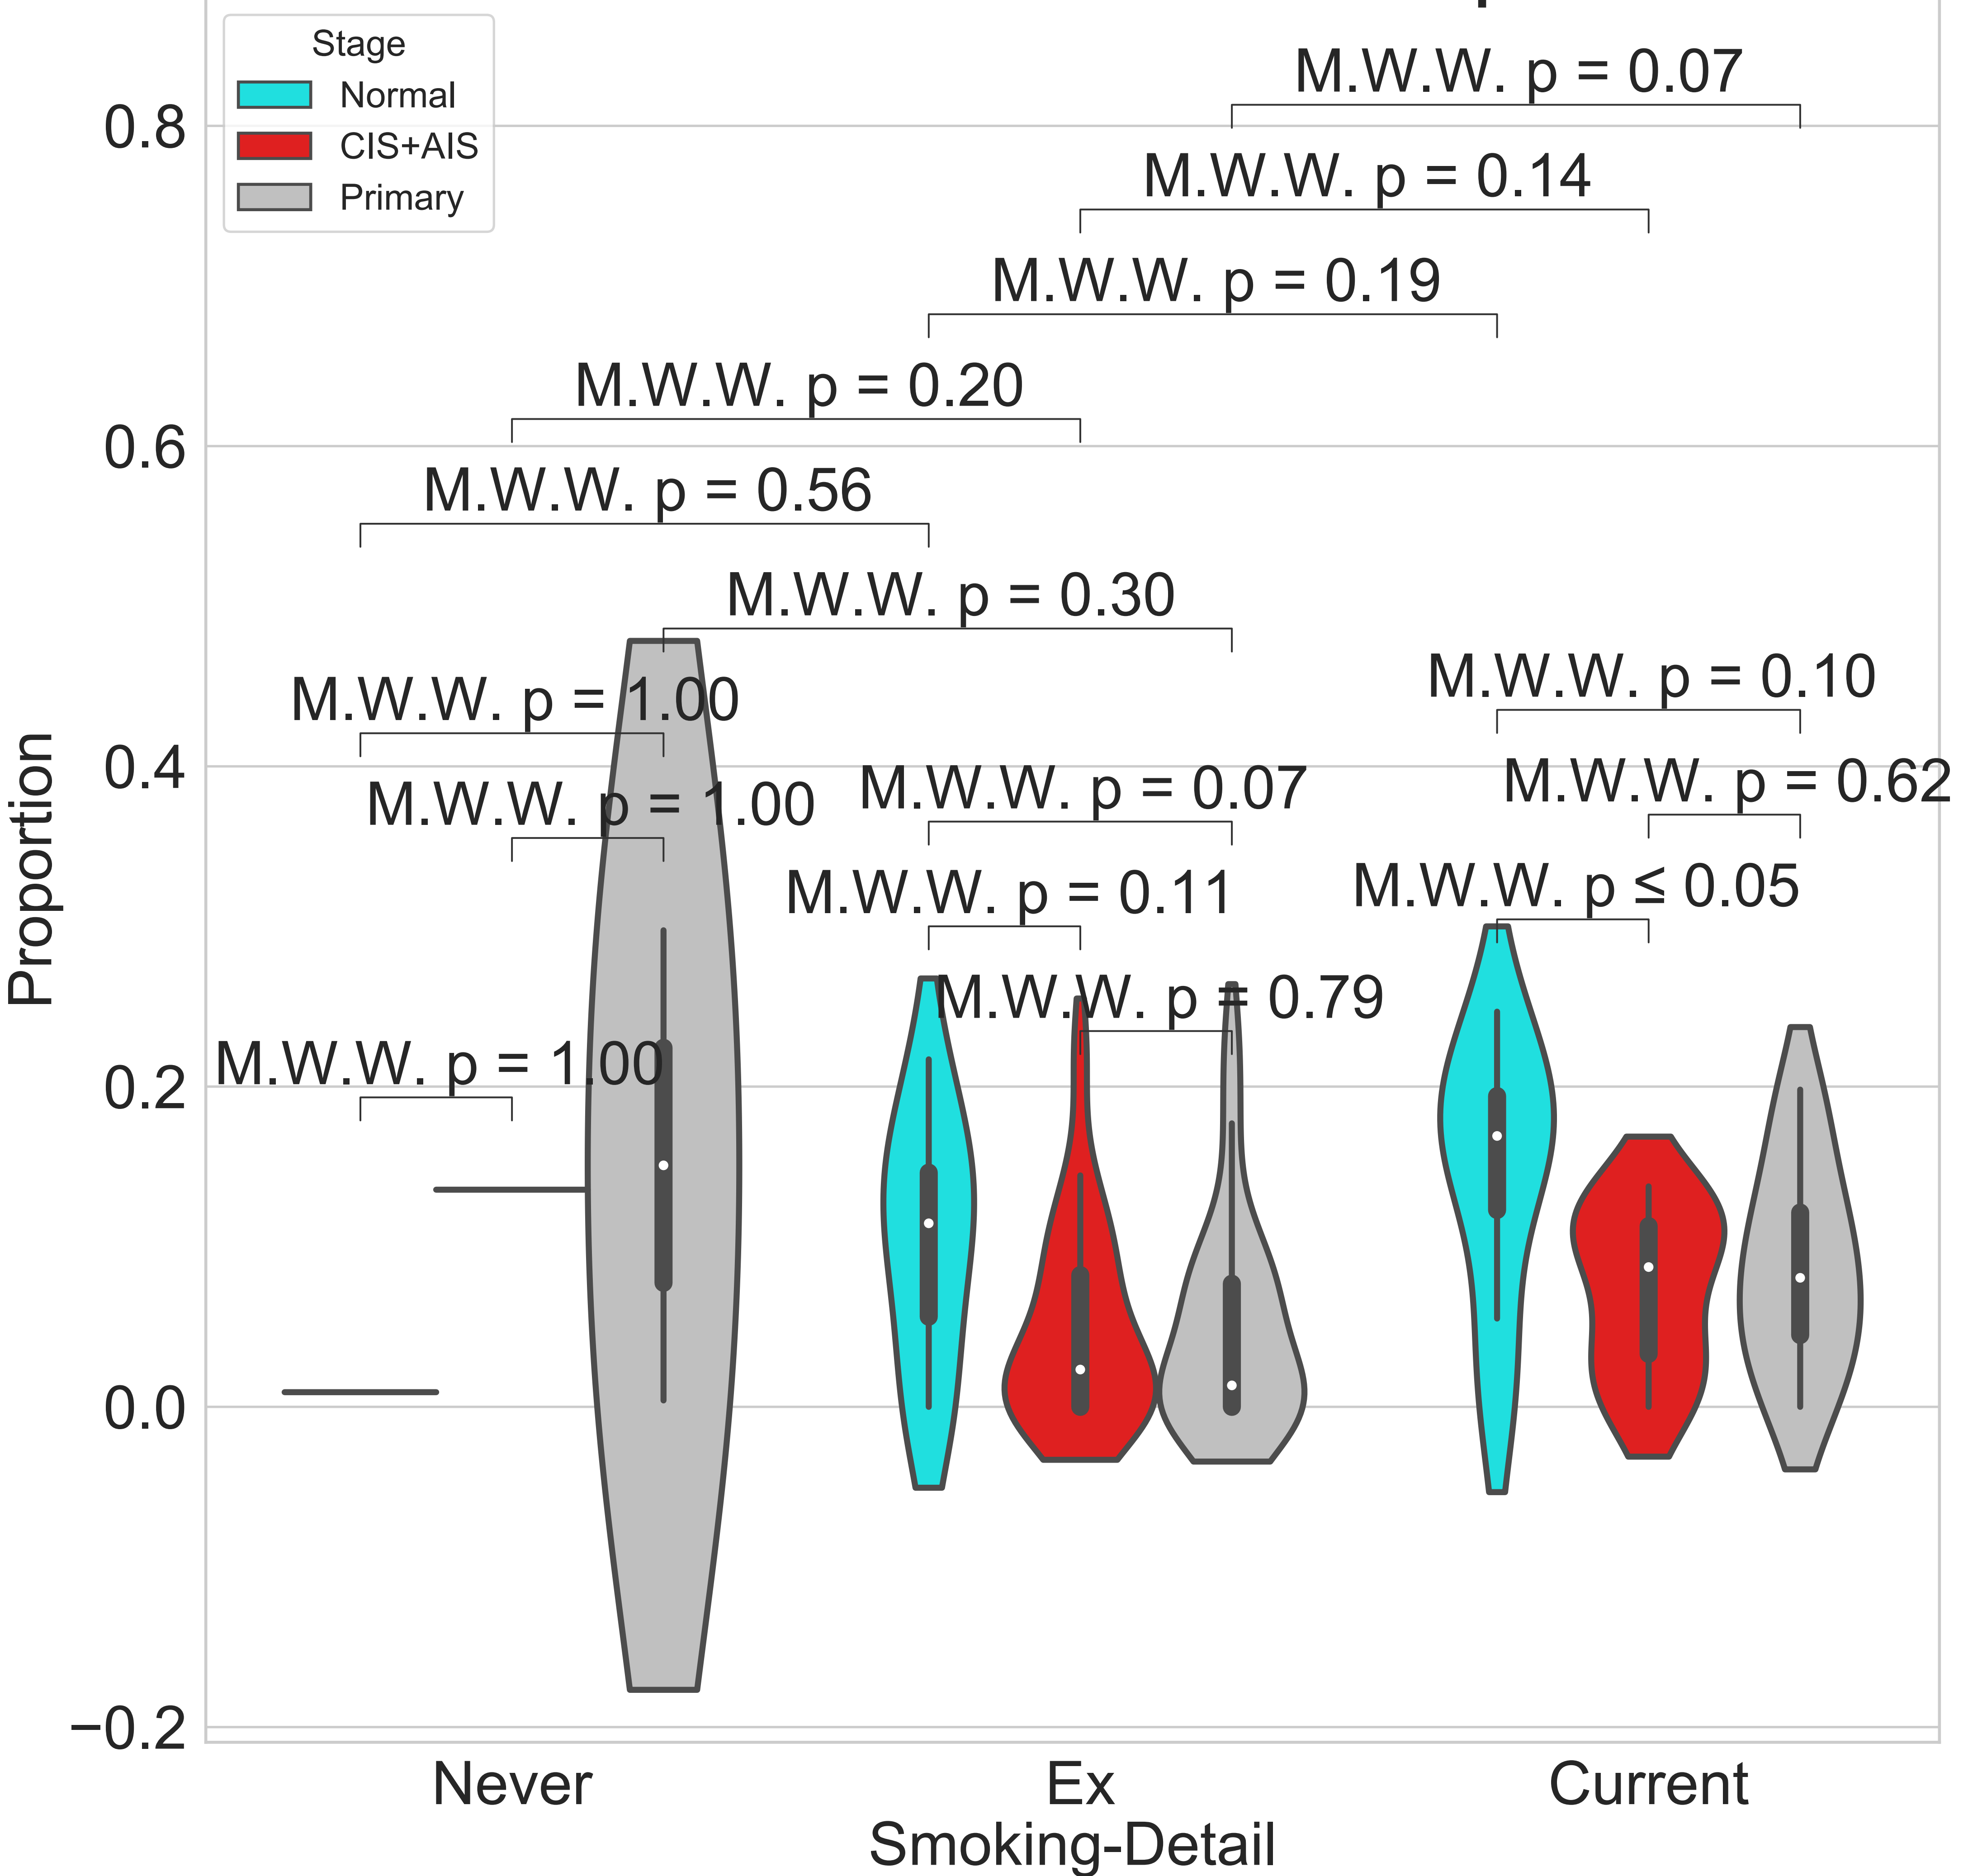 Stage
Normal
CIS+AIS
Primary
M.W.W. p = 0.07
0.8
M.W.W. p = 0.14
M.W.W. p = 0.19
M.W.W. p = 0.20
0.6
M.W.W. p = 0.56
M.W.W. p = 0.30
M.W.W. p = 0.10
M.W.W. p = 1.00
0.4
M.W.W. p = 0.62
M.W.W. p = 0.07
M.W.W. p = 1.00
M.W.W. p ≤ 0.05
M.W.W. p = 0.11
M.W.W. p = 0.79
Proportion
M.W.W. p = 1.00
0.2
0.0
−0.2
Never
Ex
Current
Smoking-Detail